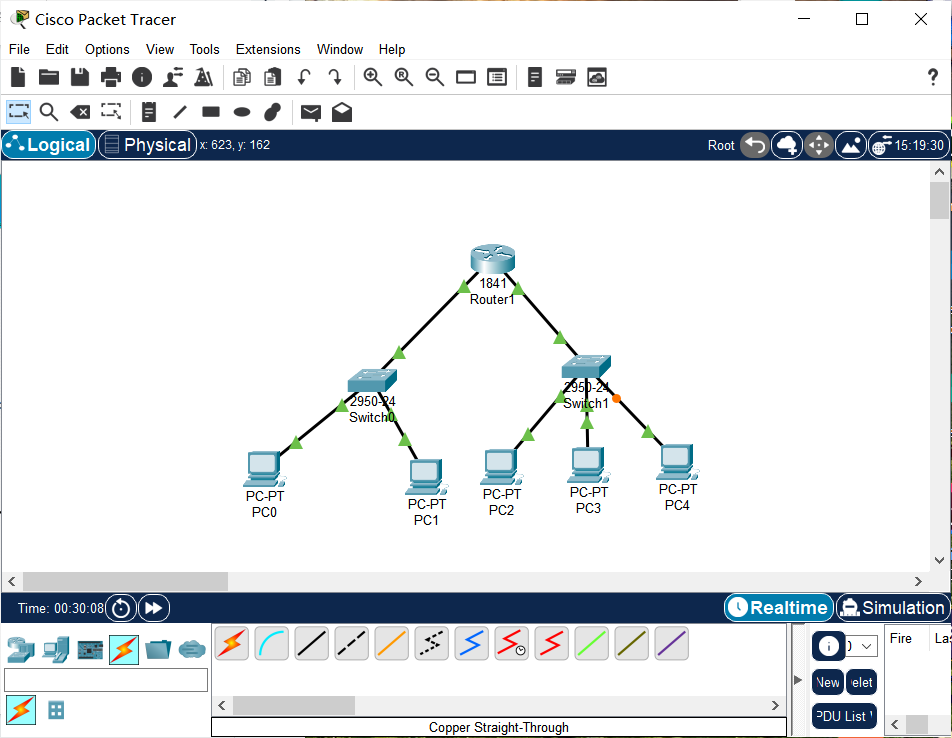 Cisco Packet Tracer
File Edit Options View Tools Extensions Window Help
Logical Physical x: 623, y: 162 Root 15:19:30
1841
Router1
2950-24
Switch0
2950-24
Switch1
PC-PT
PC0
PC-PT
PC1
PC-PT
PC2
PC-PT
PC3
PC-PT
PC4
Time: 00:30:08 Realtime Simulation
Fire Las
New elet
PDU List
Copper Straight-Through